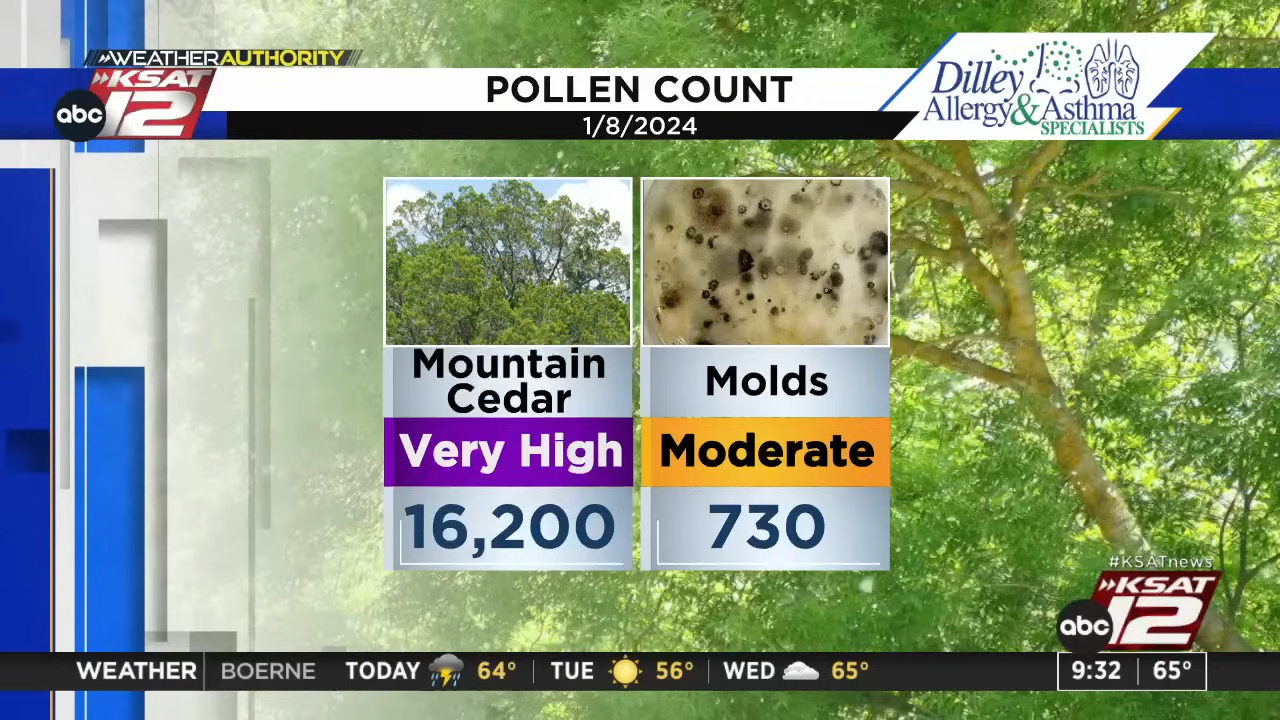 WEATHER AUTHORITY
KSAT
abc 12
POLLEN COUNT
1/8/2024
Dilley
Allergy & Asthma
SPECIALISTS
Mountain
Cedar
Very High
16,200
Molds
Moderate
730
#KSATnews
KSAT
abc 12
WEATHER BOERNE TODAY 64° TUE 56° WED 65° 9:32 65°